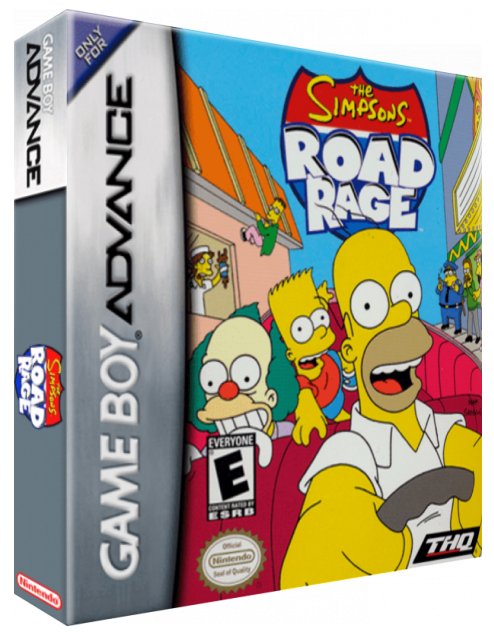 GAME BOY
ADVANCE
the
SIMPSONS
ROAD
RAGE
Nintendo
ONLY
FOR
GAME BOY ADVANCE
the
SIMPSONS
ROAD
RAGE
EVERYONE
E
CONTENT RATED BY
ESRB
Official
Nintendo
Seal of Quality
THQ